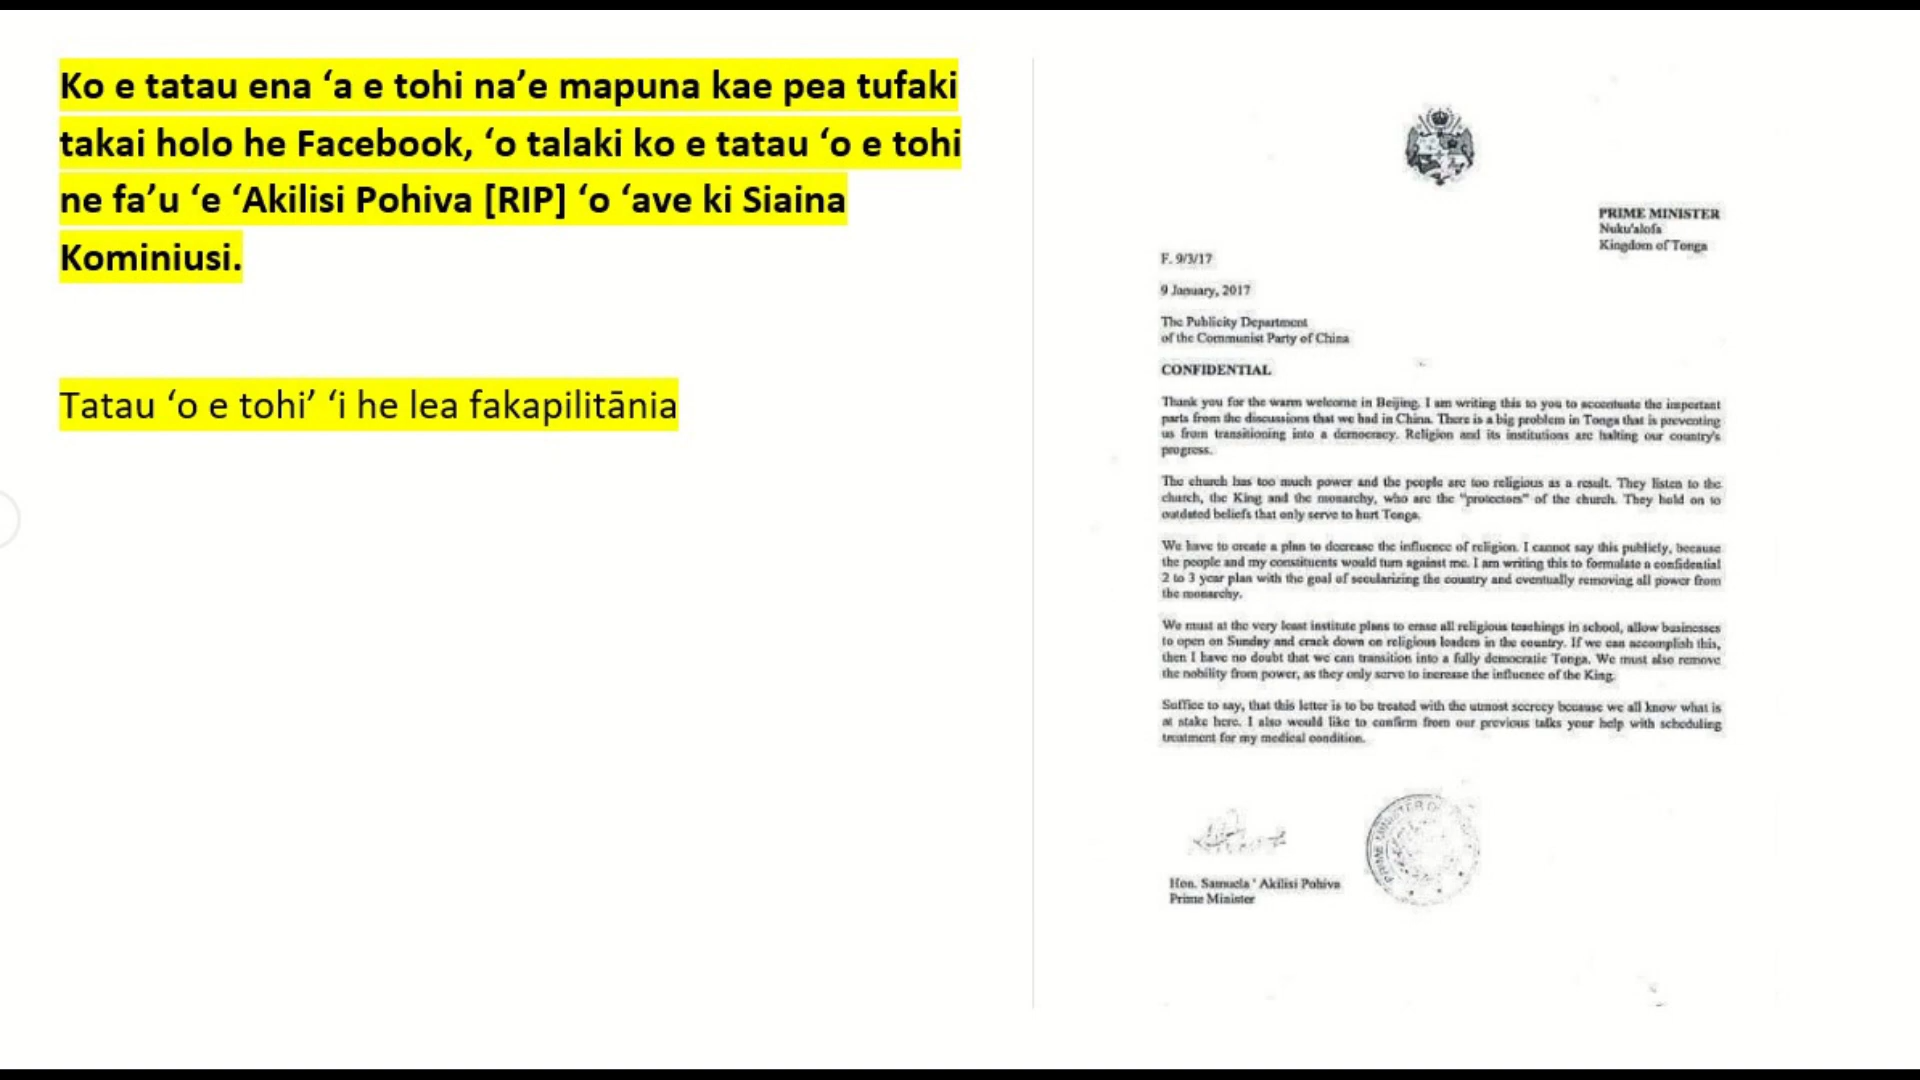 Ko e tatau ena ‘a e tohi na’e mapuna kae pea tufaki
takai holo he Facebook, ‘o talaki ko e tatau ‘o e tohi
ne fa’u ‘e ‘Akilisi Pohiva [RIP] ‘o ‘ave ki Siaina
Kominiusi.
Tatau ‘o e tohi’ ‘i he lea fakapilitānia
PRIME MINISTER
Nuku'alofa
Kingdom of Tonga
F. 9/3/17
9 January, 2017
The Publicity Department
of the Communist Party of China
CONFIDENTIAL
Thank you for the warm welcome in Beijing. I am writing this to you to accentuate the important
parts from the discussions that we had in China. There is a big problem in Tonga that is preventing
us from transitioning into a democracy. Religion and its institutions are halting our country's
progress.
The church has too much power and the people are too religious as a result. They listen to the
church, the King and the monarchy, who are the "protectors" of the church. They hold on to
outdated beliefs that only serve to hurt Tonga.
We have to create a plan to decrease the influence of religion. I cannot say this publicly, because
the people and my constituents would turn against me. I am writing this to formulate a confidential
2 to 3 year plan with the goal of secularizing the country and eventually removing all power from
the monarchy.
We must at the very least institute plans to erase all religious teachings in school, allow businesses
to open on Sunday and crack down on religious leaders in the country. If we can accomplish this,
then I have no doubt that we can transition into a fully democratic Tonga. We must also remove
the nobility from power, as they only serve to increase the influence of the King.
Suffice to say, that this letter is to be treated with the utmost secrecy because we all know what is
at stake here. I also would like to confirm from our previous talks your help with scheduling
treatment for my medical condition.
PRIME MINISTER OF
Hon. Samuela ' Akilisi Pohiva
Prime Minister